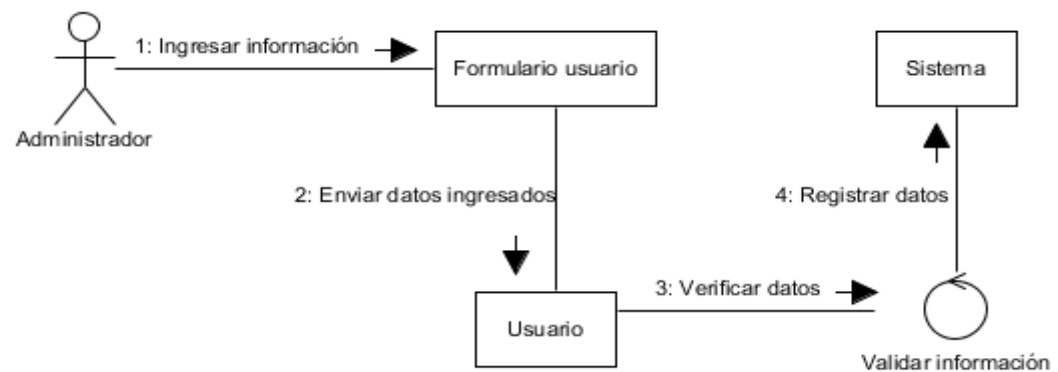 1: Ingresar información
Formulario usuario
Sistema
Administrador
2: Enviar datos ingresados
4: Registrar datos
3: Verificar datos
Usuario
Validar información